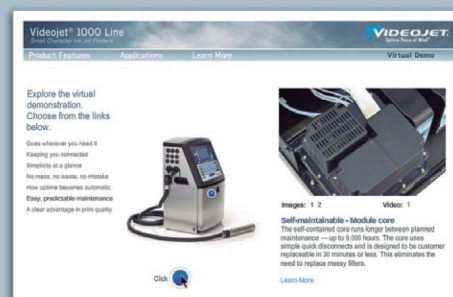 Videojet® 1000 Line
Small Character Ink Jet Printers
VIDEOJET.
Uptime Peace of Mind®
Product Features
Applications
Learn More
Virtual Demo
Explore the virtual
demonstration.
Choose from the links
below.
Goes wherever you need it
Keeping you connected
Simplicity at a glance
No mess, no waste, no mistake
How uptime becomes automatic
Easy, predictable maintenance
A clear advantage in print quality
Click
Images: 1 2
Video: 1
Self-maintainable - Module core
The self-contained core runs longer between planned
maintenance — up to 9,000 hours. The core uses
simple quick disconnects and is designed to be customer
replaceable in 30 minutes or less. This eliminates the
need to replace messy filters.
Learn More